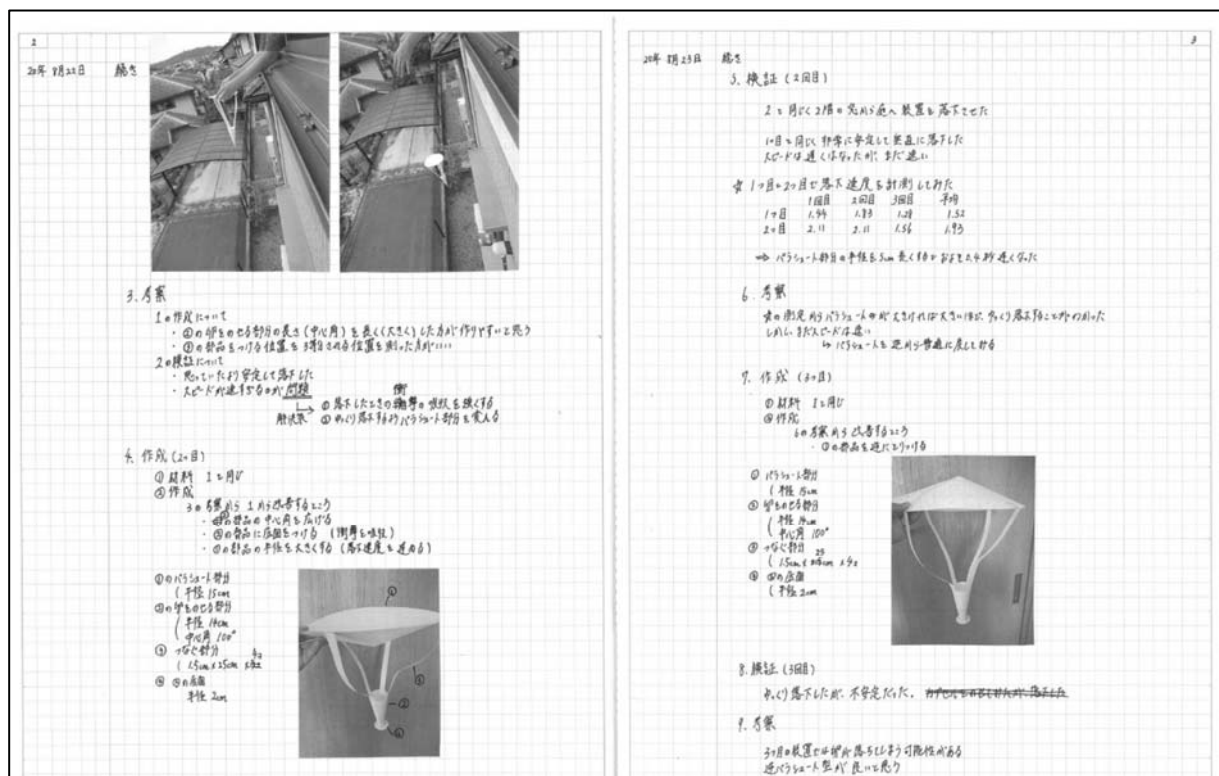 2
20年 8月22日 続き
3. 考察
1の作成について
・②の卵をのせる部分の長さ(中心角)を長く(大きく)した方が作りやすいと思う
・③の部品をつける位置を3等分される位置を測った方がいい
2の検証について
・思っていたより安定して落下した
・スピードが速すぎるのが問題
解決策 → ① 落下したときの衝撃の吸収を強くする
② ゆっくり落下するようパラシュート部分を変える
4. 作成(2つ目)
① 材料 1と同じ
② 作成
3の考察から 1から改善するところ
・②の部品の中心角を広げる
・②の部品に底面をつける (衝撃を吸収)
・①の部品の半径を大きくする (落下速度を遅める)
①のパラシュート部分
( 半径 15cm
②の卵をのせる部分
( 半径 14cm
中心角 100°
③ つなぐ部分
( 1.5cm×25cm
④ ②の底面
半径 2cm
①
③
②
④
3
20年 8月23日 続き
5. 検証(2回目)
2と同じく2階の窓から庭へ装置を落下させた
1回目と同じく非常に安定して垂直に落下した
スピードは遅くはなったが、まだ速い
☆ 1つ目と2つ目で落下速度を計測してみた
1回目 2回目 3回目 平均
1つ目 1.44 1.83 1.28 1.52
2つ目 2.11 2.11 1.56 1.93
⇒ パラシュート部分の半径を5cm長くするとおよそ0.4秒遅くなった
6. 考察
☆の測定からパラシュートが大きければ大きいほど、ゆっくり落下することがわかった
しかし、まだスピードは速い
↳ パラシュートを逆から普通に戻してみる
7. 作成(3つ目)
① 材料 1と同じ
② 作成
6の考察から改善するところ
・①の部品を逆にとりつける
① パラシュート部分
( 半径 15cm
② 卵をのせる部分
( 半径 14cm
中心角 100°
③ つなぐ部分
( 1.5cm×25cm
④ ②の底面
( 半径 2cm
8. 検証(3回目)
ゆっくり落下したが、不安定だった。
9. 考察
3つ目の装置では卵が落ちてしまう可能性がある
逆パラシュート型が良いと思う